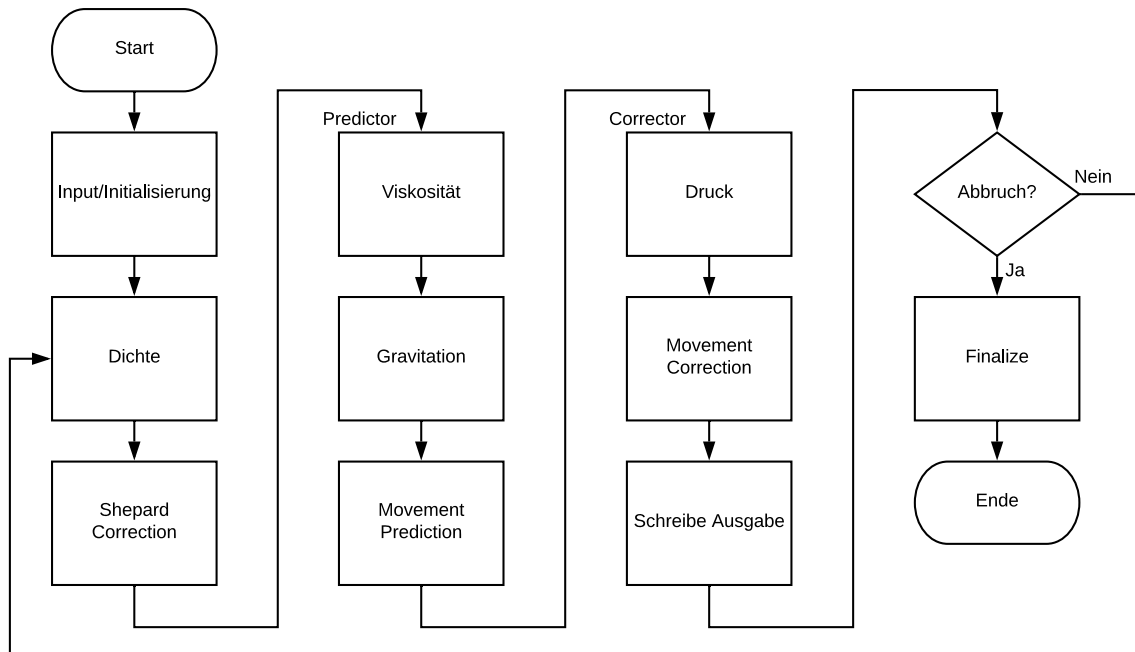 Start
Input/Initialisierung
Dichte
Shepard
Correction
Predictor
Viskosität
Gravitation
Movement
Prediction
Corrector
Druck
Movement
Correction
Schreibe Ausgabe
Abbruch?
Nein
Ja
Finalize
Ende